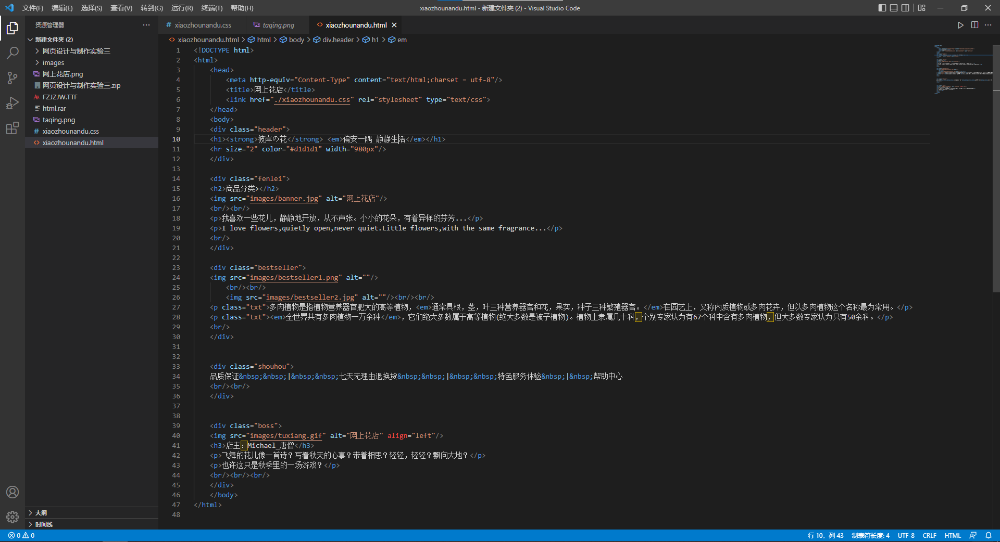 文件(F) 编辑(E) 选择(S) 查看(V) 转到(G) 运行(R) 终端(T) 帮助(H) xiaozhounandu.html - 新建文件夹 (2) - Visual Studio Code
资源管理器 ···
新建文件夹 (2)
网页设计与制作实验三
images
网上花店.png
网页设计与制作实验三.zip
FZJZJW.TTF
html.rar
taqing.png
xiaozhounandu.css
xiaozhounandu.html
大纲
时间线
xiaozhounandu.css taqing.png xiaozhounandu.html
xiaozhounandu.html > html > body > div.header > h1 > em
1 <!DOCTYPE html>
2 <html>
3 <head>
4 <meta http-equiv="Content-Type" content="text/html;charset = utf-8"/>
5 <title>网上花店</title>
6 <link href="./xiaozhounandu.css" rel="stylesheet" type="text/css">
7 </head>
8 <body>
9 <div class="header">
10 <h1><strong>彼岸の花</strong> <em>偏安一隅 静静生活</em></h1>
11 <hr size="2" color="#d1d1d1" width="980px"/>
12 </div>
13
14 <div class="fenlei">
15 <h2>商品分类></h2>
16 <img src="images/banner.jpg" alt="网上花店"/>
17 <br/><br/>
18 <p>我喜欢一些花儿，静静地开放，从不声张。小小的花朵，有着异样的芬芳...</p>
19 <p>I love flowers,quietly open,never quiet.Little flowers,with the same fragrance...</p>
20 <br/>
21 </div>
22
23 <div class="bestseller">
24 <img src="images/bestseller1.png" alt=""/>
25 <br/><br/>
26 <img src="images/bestseller2.jpg" alt=""/><br/><br/>
27 <p class="txt">多肉植物是指植物营养器官肥大的高等植物，<em>通常具根，茎，叶三种营养器官和花，果实，种子三种繁殖器官。</em>在园艺上，又称内质植物或多肉花卉，但以多肉植物这个名称最为常用。</p>
28 <p class="txt"><em>全世界共有多肉植物一万余种</em>，它们绝大多数属于高等植物(绝大多数是被子植物)。植物上隶属几十科，个别专家认为有67个科中含有多肉植物，但大多数专家认为只有50余科。</p>
29 <br/>
30 </div>
31
32
33 <div class="shouhou">
34 品质保证&nbsp;&nbsp;|&nbsp;&nbsp;七天无理由退换货&nbsp;&nbsp;|&nbsp;&nbsp;特色服务体验&nbsp;|&nbsp;帮助中心
35 <br/><br/>
36 </div>
37
38
39 <div class="boss">
40 <img src="images/tuxiang.gif" alt="网上花店" align="left"/>
41 <h3>店主：Michael_唐僧</h3>
42 <p>飞舞的花儿像一首诗？写着秋天的心事？带着相思？轻轻，轻轻？飘向大地？</p>
43 <p>也许这只是秋季里的一场游戏？</p>
44 <br/><br/><br/>
45 </div>
46 </body>
47 </html>
48
0 0 行 10，列 43 制表符长度: 4 UTF-8 CRLF HTML